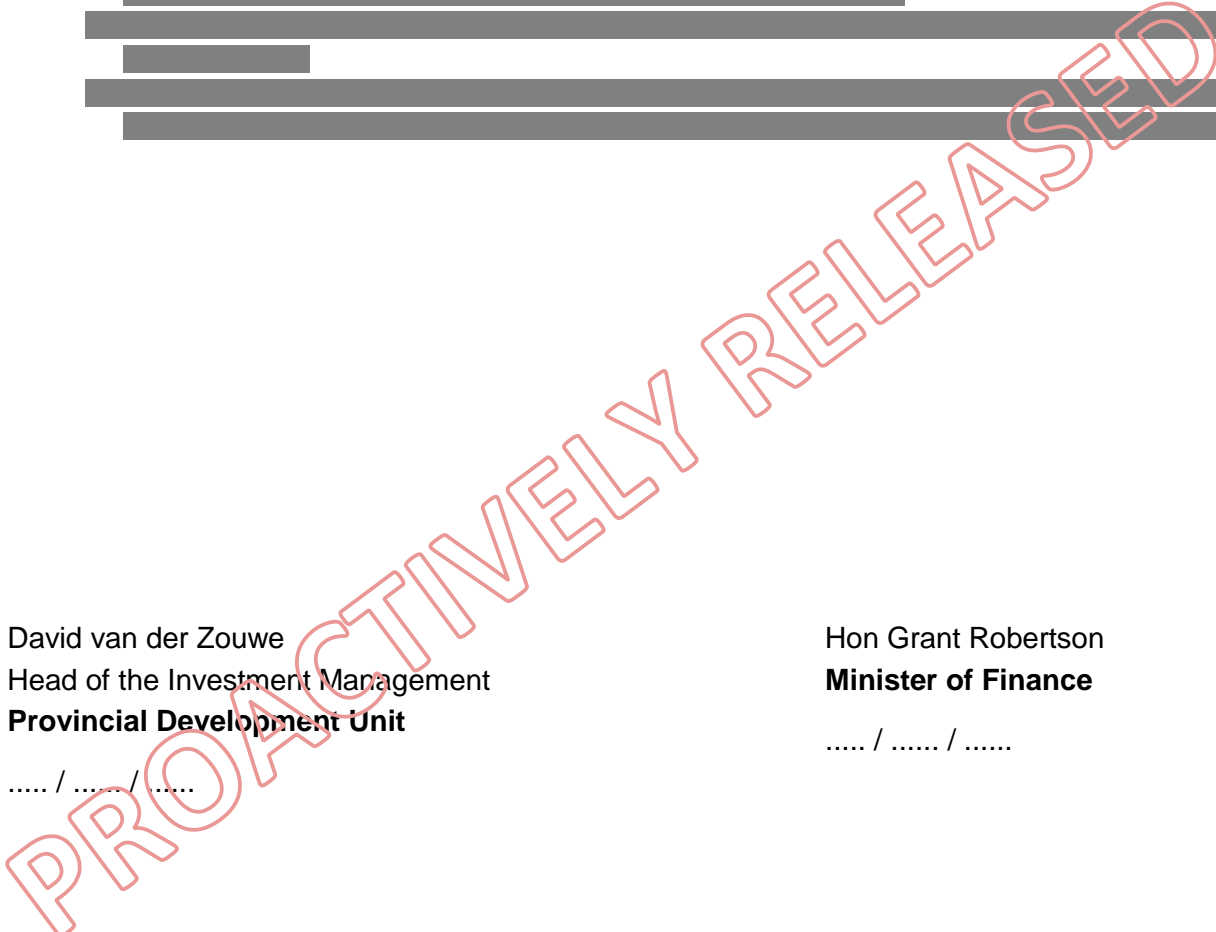 David van der Zouwe
Head of the Investment Management
Provincial Development Unit
..... / ...... / ......
Hon Grant Robertson
Minister of Finance
..... / ...... / ......
PROACTIVELY RELEASED